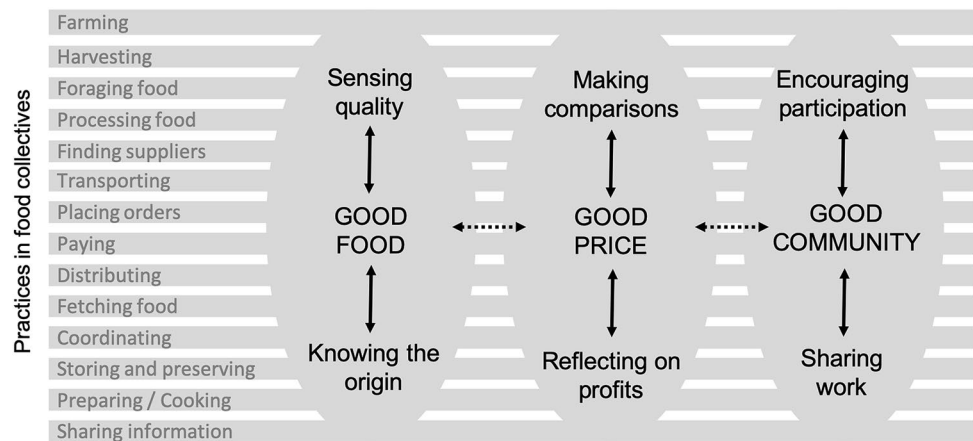 Practices in food collectives
Farming
Harvesting
Foraging food
Processing food
Finding suppliers
Transporting
Placing orders
Paying
Distributing
Fetching food
Coordinating
Storing and preserving
Preparing / Cooking
Sharing information
Sensing
quality
GOOD
FOOD
Knowing the
origin
Making
comparisons
GOOD
PRICE
Reflecting on
profits
Encouraging
participation
GOOD
COMMUNITY
Sharing
work